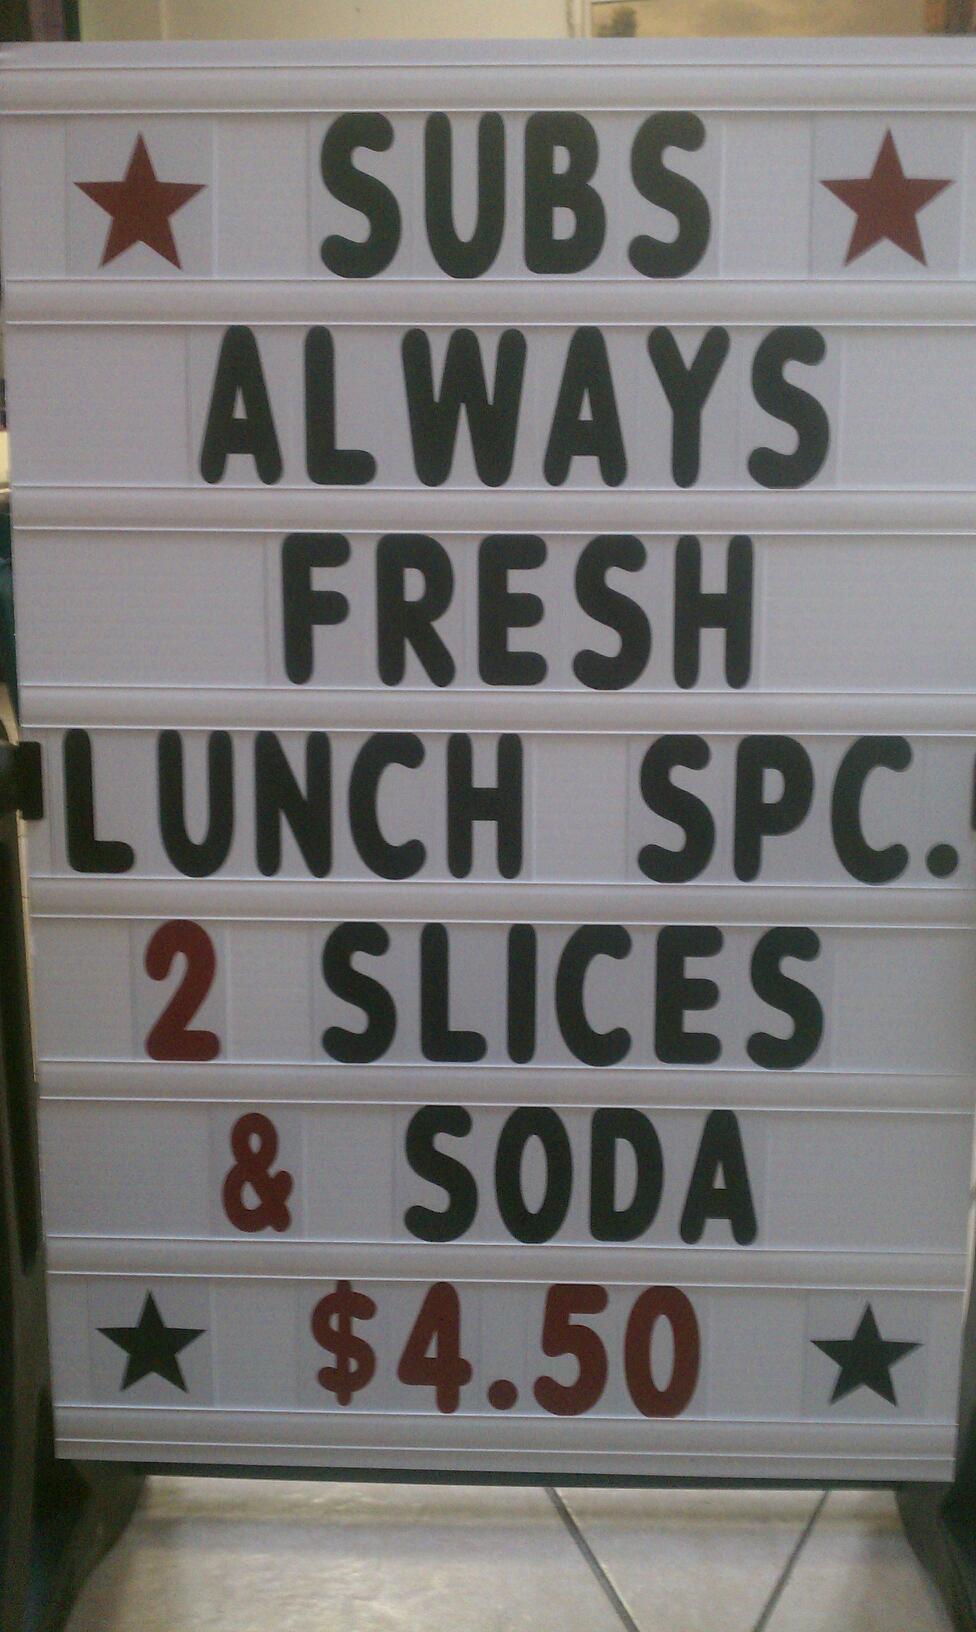 SUBS
ALWAYS
FRESH
LUNCH SPC.
2 SLICES
& SODA
$4.50